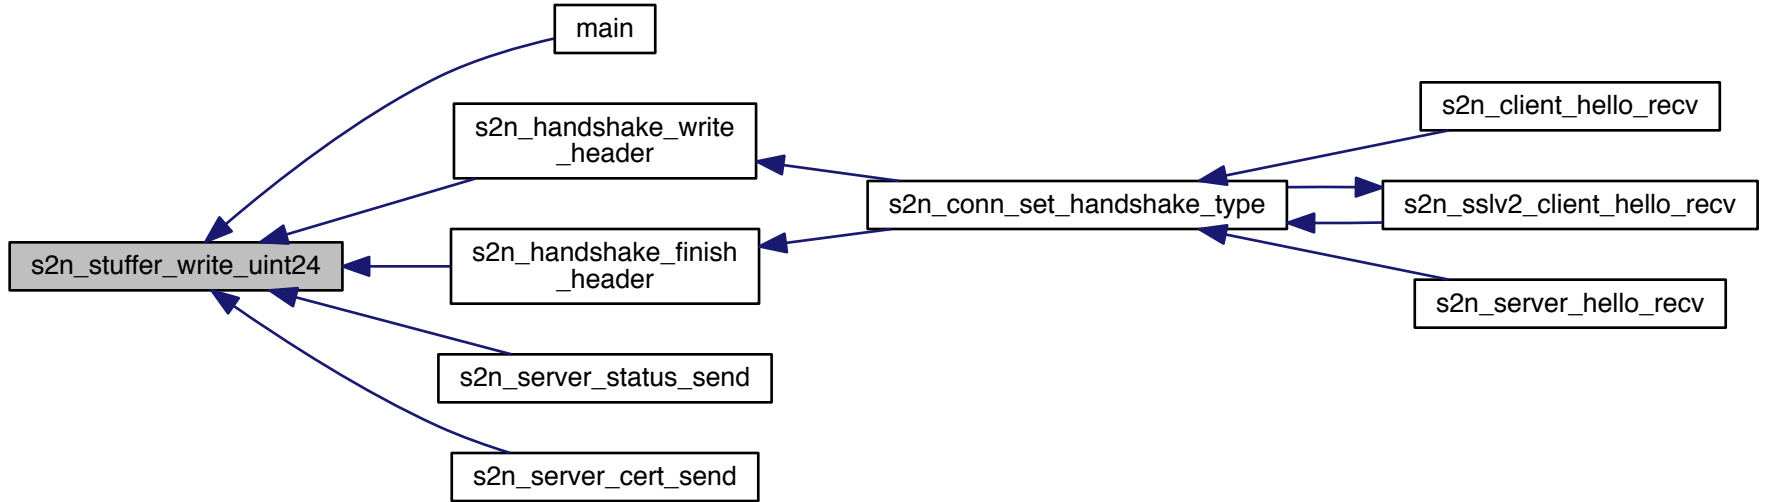 main
s2n_handshake_write
_header
s2n_client_hello_recv
s2n_conn_set_handshake_type
s2n_sslv2_client_hello_recv
s2n_stuffer_write_uint24
s2n_handshake_finish
_header
s2n_server_hello_recv
s2n_server_status_send
s2n_server_cert_send